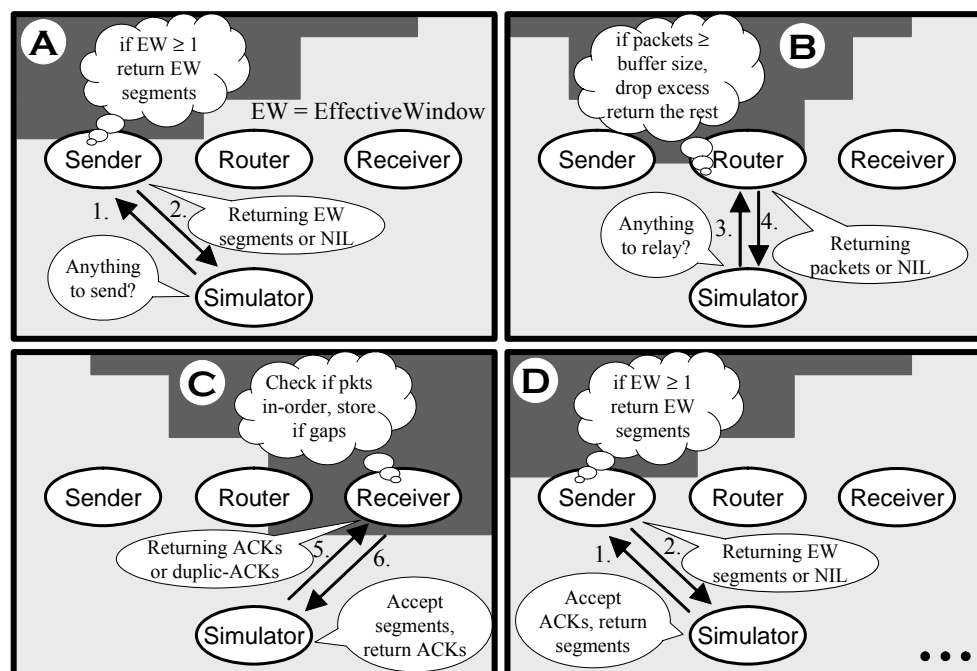 A
if EW ≥ 1
return EW
segments
EW = EffectiveWindow
Sender
Router
Receiver
1.
2.
Returning EW
segments or NIL
Anything
to send?
Simulator
B
if packets ≥
buffer size,
drop excess
return the rest
Sender
Router
Receiver
Anything
to relay?
3.
4.
Returning
packets or NIL
Simulator
C
Check if pkts
in-order, store
if gaps
Sender
Router
Receiver
Returning ACKs
or duplic-ACKs
5.
6.
Simulator
Accept
segments,
return ACKs
D
if EW ≥ 1
return EW
segments
Sender
Router
Receiver
1.
2.
Returning EW
segments or NIL
Accept
ACKs, return
segments
Simulator
• • •